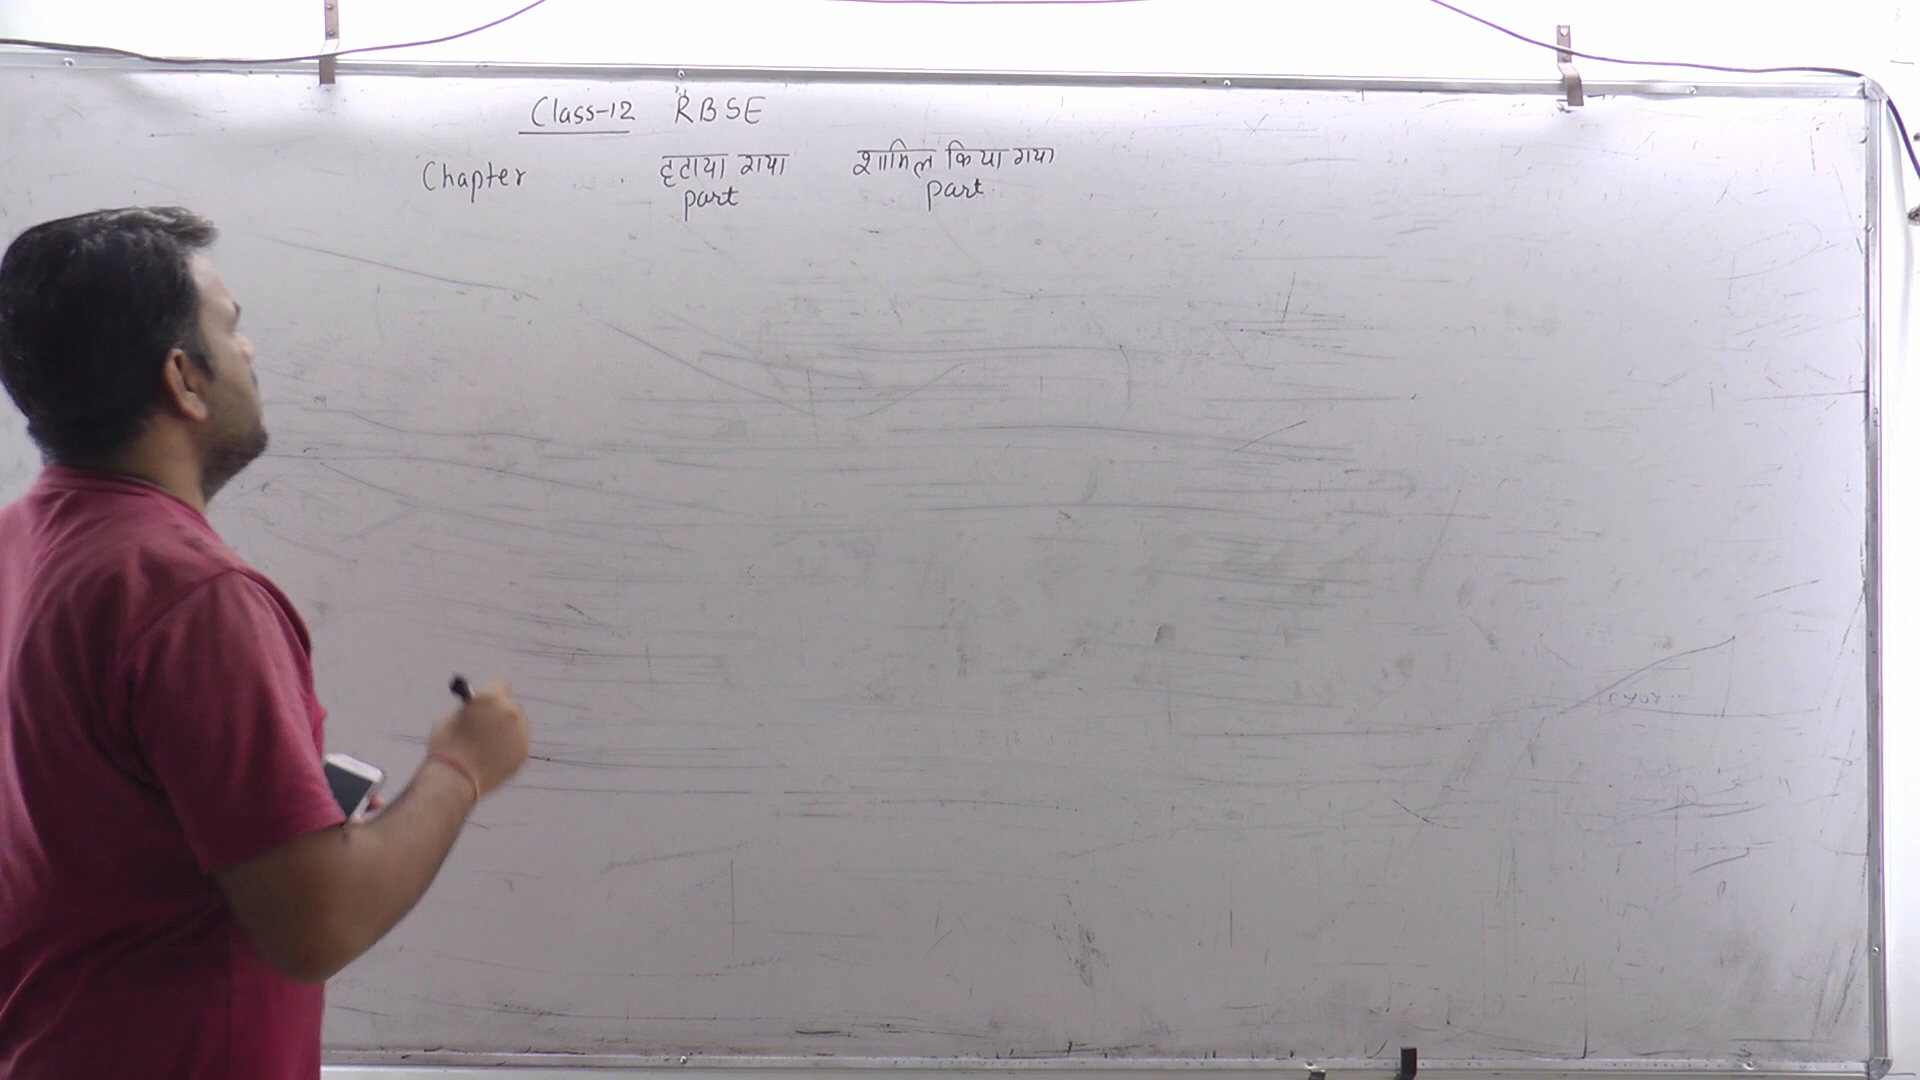 Class-12 RBSE
Chapter हटाया गया शामिल किया गया
part part